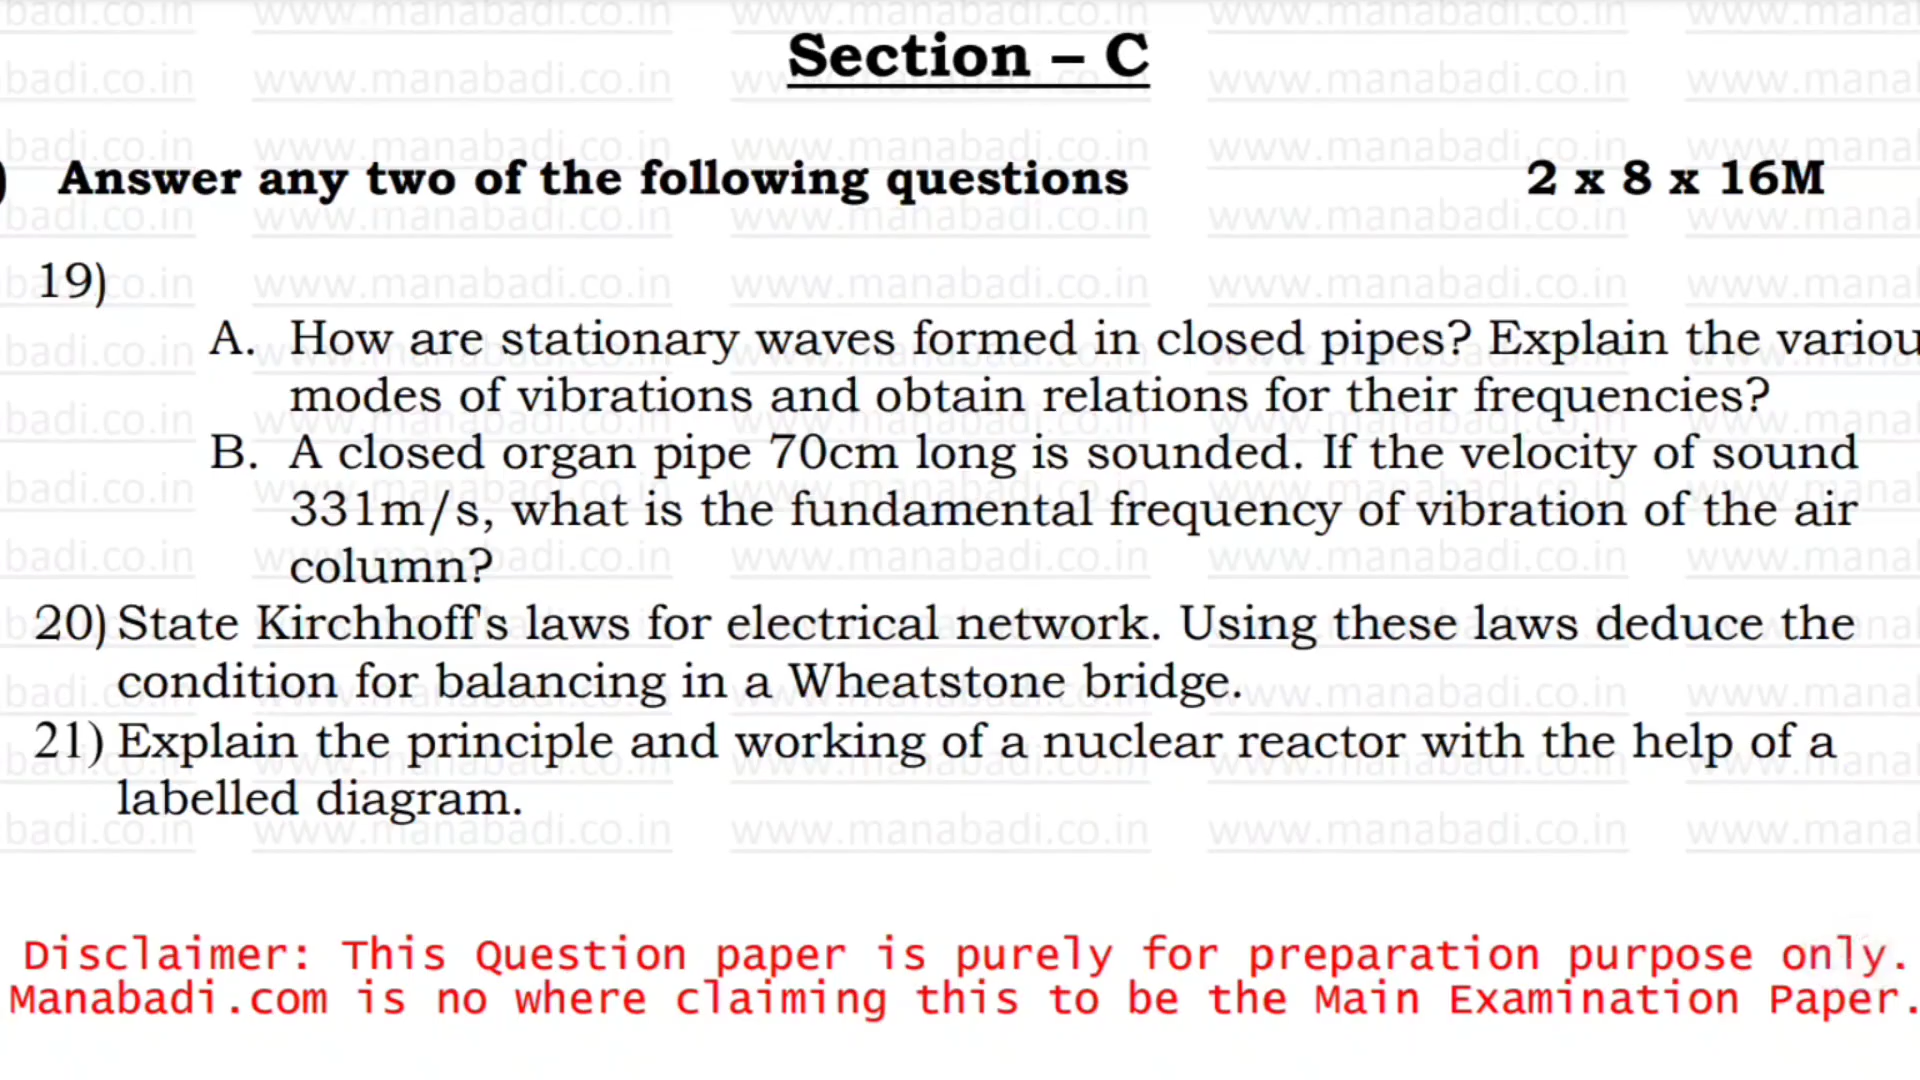 Section – C
) Answer any two of the following questions 2 x 8 x 16M
19)
A. How are stationary waves formed in closed pipes? Explain the variou
modes of vibrations and obtain relations for their frequencies?
B. A closed organ pipe 70cm long is sounded. If the velocity of sound
331m/s, what is the fundamental frequency of vibration of the air
column?
20) State Kirchhoff's laws for electrical network. Using these laws deduce the
condition for balancing in a Wheatstone bridge.
21) Explain the principle and working of a nuclear reactor with the help of a
labelled diagram.
Disclaimer: This Question paper is purely for preparation purpose only.
Manabadi.com is no where claiming this to be the Main Examination Paper.
www.manabadi.co.in